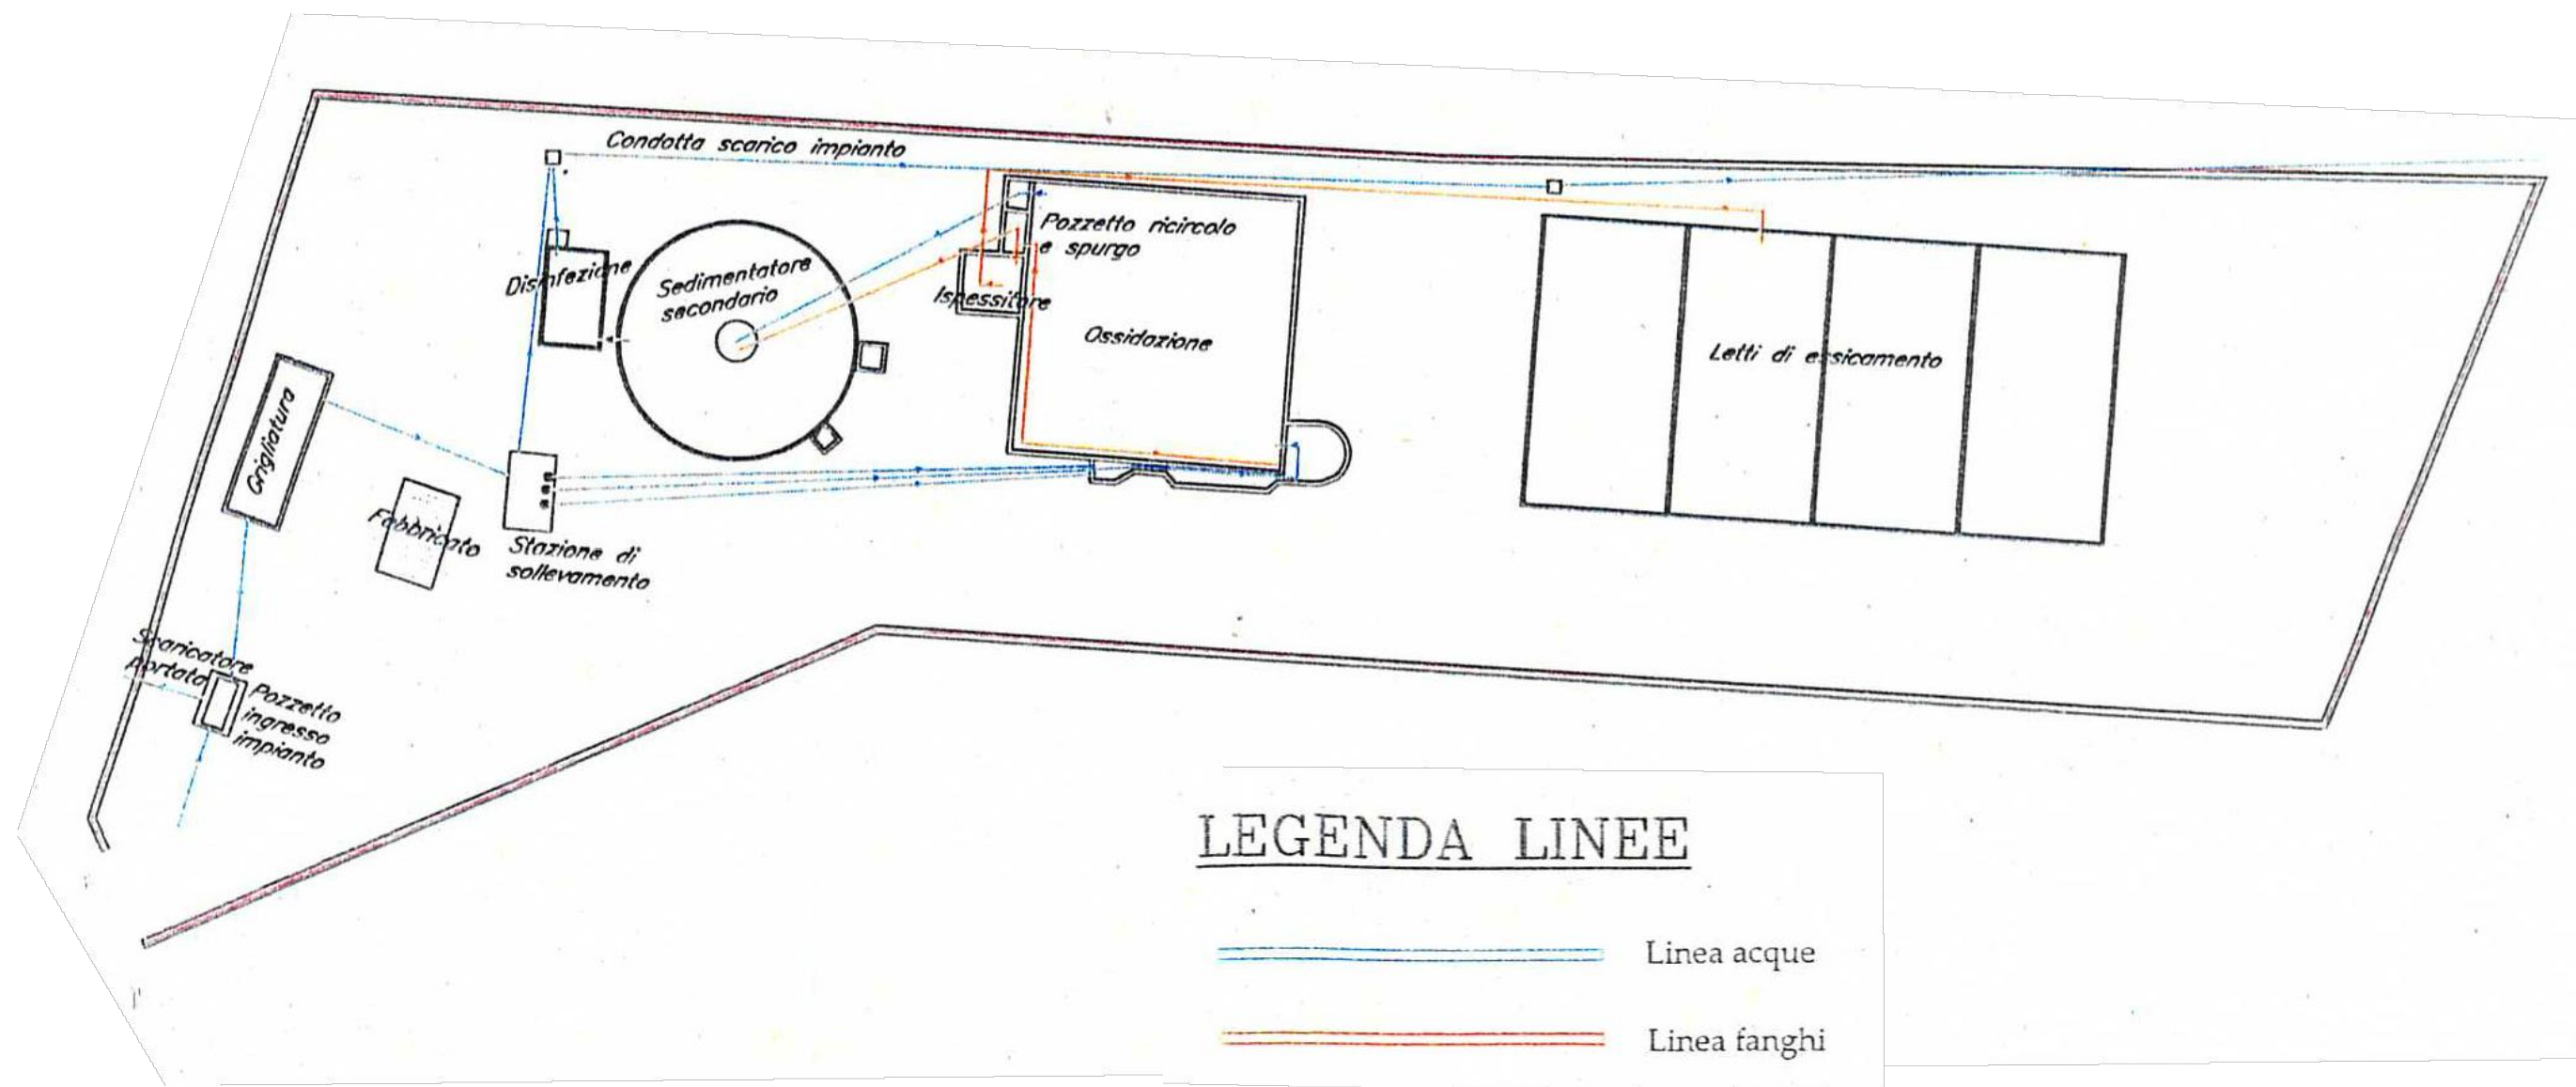 Condotta scarico impianto
Pozzetto ricircolo
e spurgo
Disinfezione
Sedimentatore
secondario
Ispessitore
Ossidazione
Letti di essicamento
Grigliatura
Fabbricato
Stazione di
sollevamento
Scaricatore
portata
Pozzetto
ingresso
impianto
LEGENDA LINEE
Linea acque
Linea fanghi